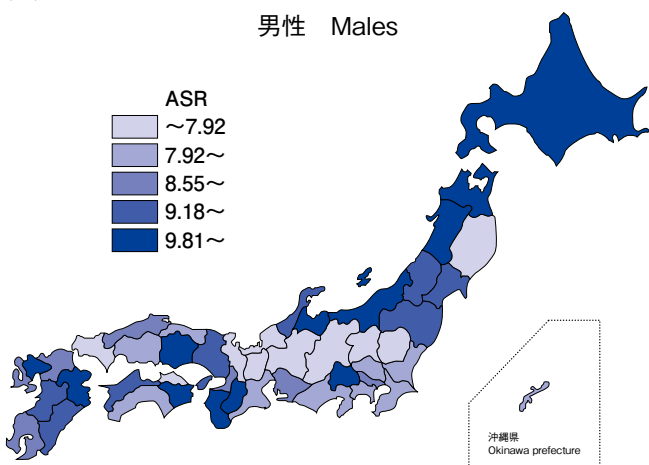 男性 Males
ASR
～7.92
7.92～
8.55～
9.18～
9.81～
沖縄県
Okinawa prefecture